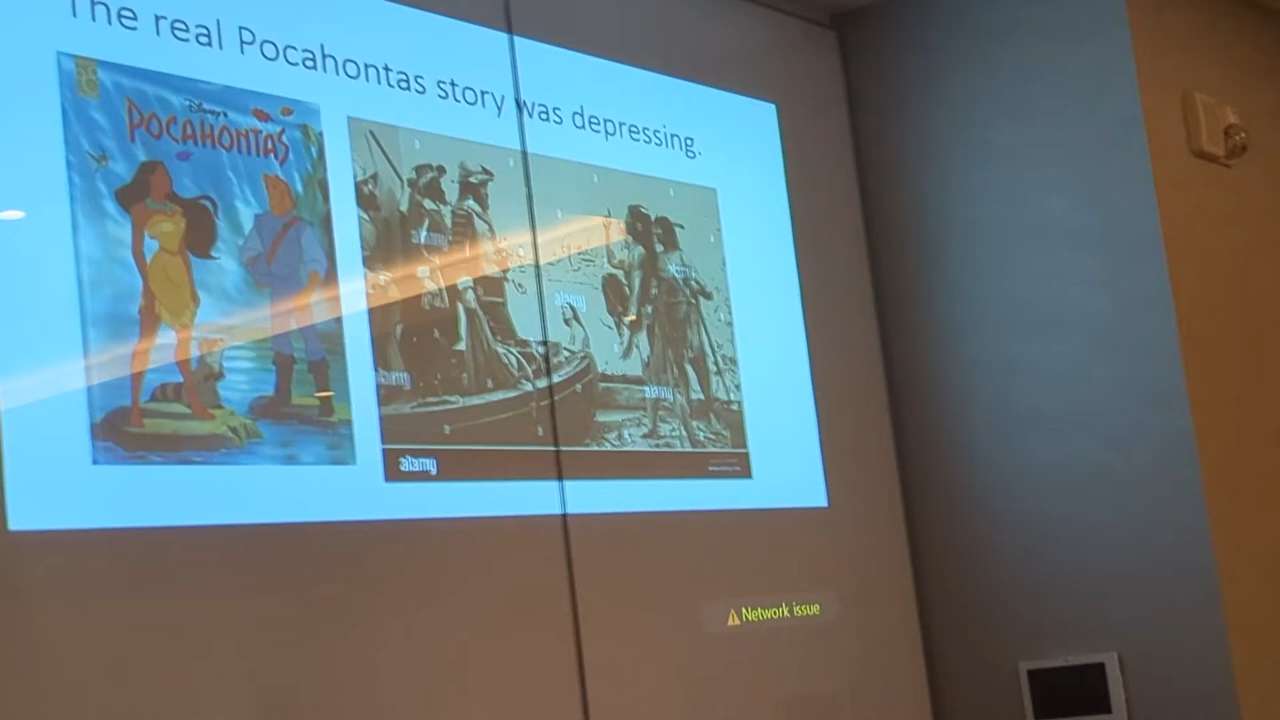 The real Pocahontas story was depressing.
Disney's
POCAHONTAS
alamy
alamy
alamy
alamy
alamy
alamy
Network issue